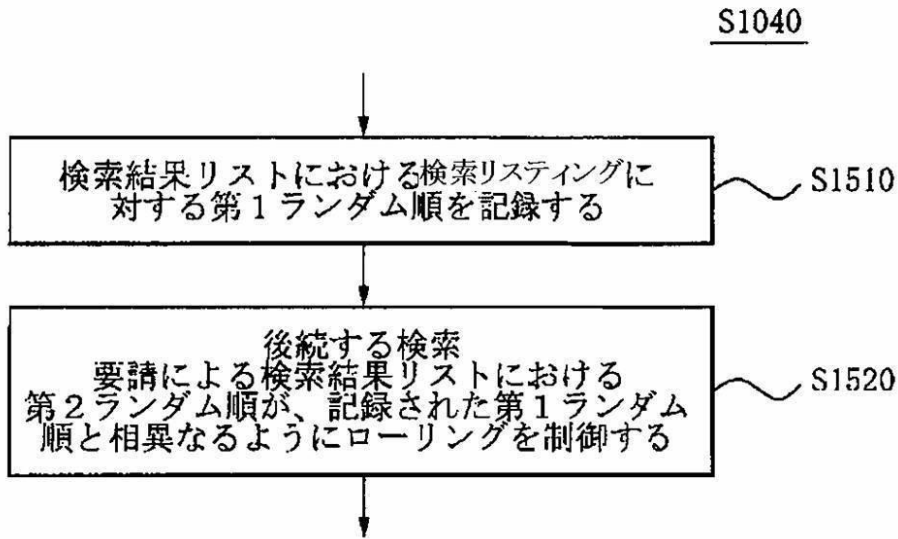 S1040
検索結果リストにおける検索リスティングに
対する第１ランダム順を記録する
S1510
後続する検索
要請による検索結果リストにおける
第２ランダム順が、記録された第１ランダム
順と相異なるようにローリングを制御する
S1520